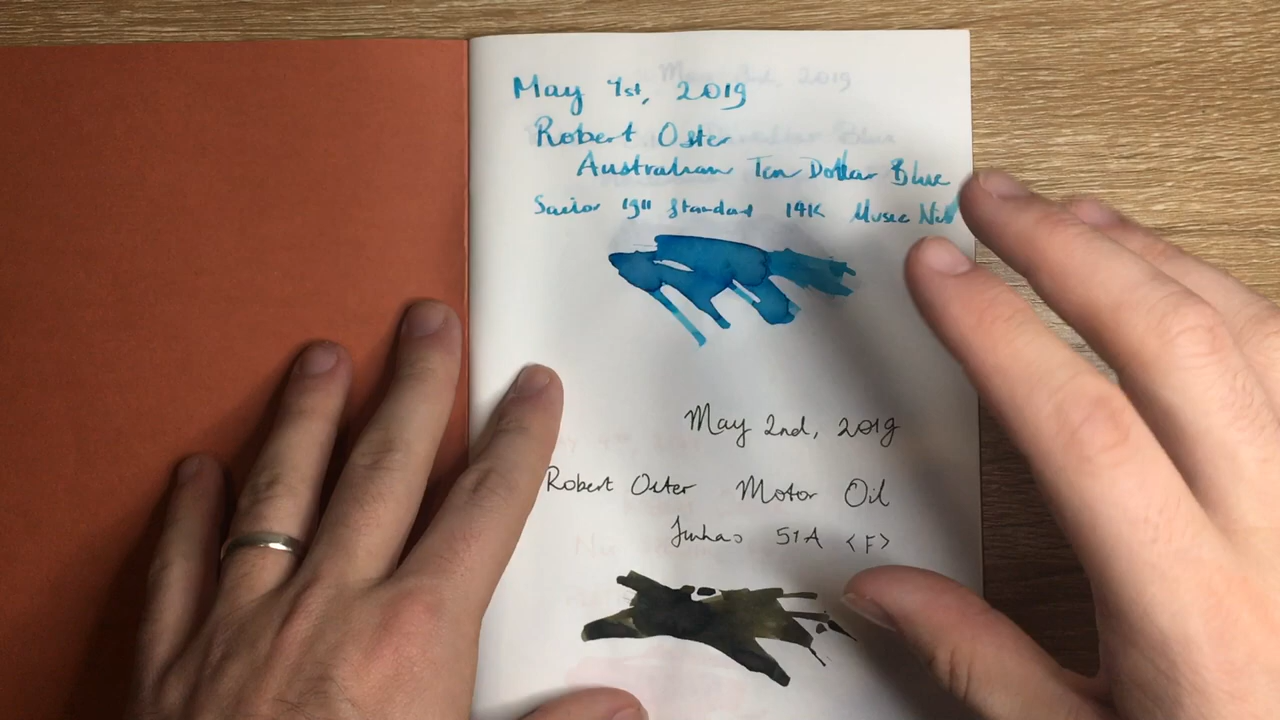 May 1st, 2019
Robert Oster
Australian Ten Dollar Blue
Sailor 1911 Standard 14K Music Nib
May 2nd, 2019
Robert Oster Motor Oil
Jinhao 51A <F>